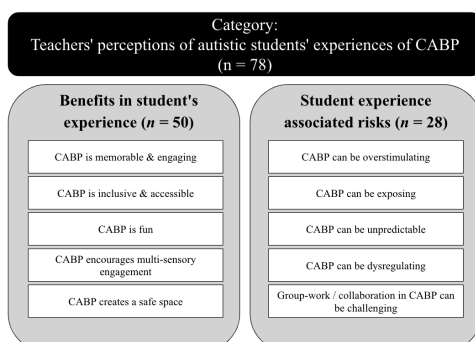 Category:
Teachers' perceptions of autistic students' experiences of CABP
(n = 78)
Benefits in student's
experience (n = 50)
CABP is memorable & engaging
CABP is inclusive & accessible
CABP is fun
CABP encourages multi-sensory
engagement
CABP creates a safe space
Student experience
associated risks (n = 28)
CABP can be overstimulating
CABP can be exposing
CABP can be unpredictable
CABP can be dysregulating
Group-work / collaboration in CABP can
be challenging